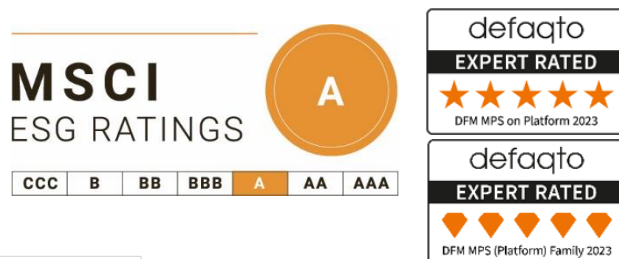 MSCI
ESG RATINGS
A
CCC B BB BBB A AA AAA
defaqto
EXPERT RATED
DFM MPS on Platform 2023
defaqto
EXPERT RATED
DFM MPS (Platform) Family 2023